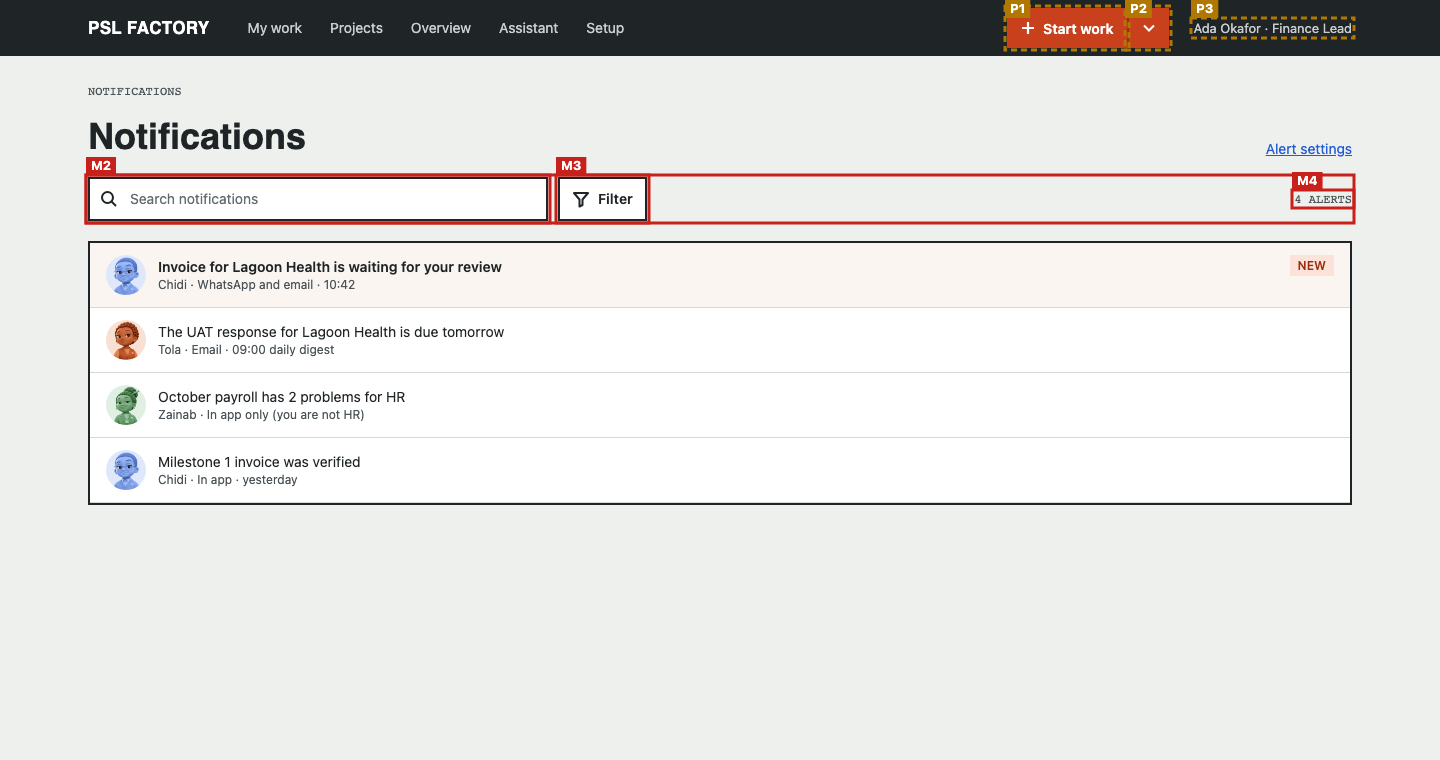 P1 P2 P3
PSL FACTORY My work Projects Overview Assistant Setup + Start work Ada Okafor · Finance Lead
NOTIFICATIONS
Notifications
Alert settings
M2 M3 M4
Search notifications Filter 4 ALERTS
Invoice for Lagoon Health is waiting for your review NEW
Chidi · WhatsApp and email · 10:42
The UAT response for Lagoon Health is due tomorrow
Tola · Email · 09:00 daily digest
October payroll has 2 problems for HR
Zainab · In app only (you are not HR)
Milestone 1 invoice was verified
Chidi · In app · yesterday